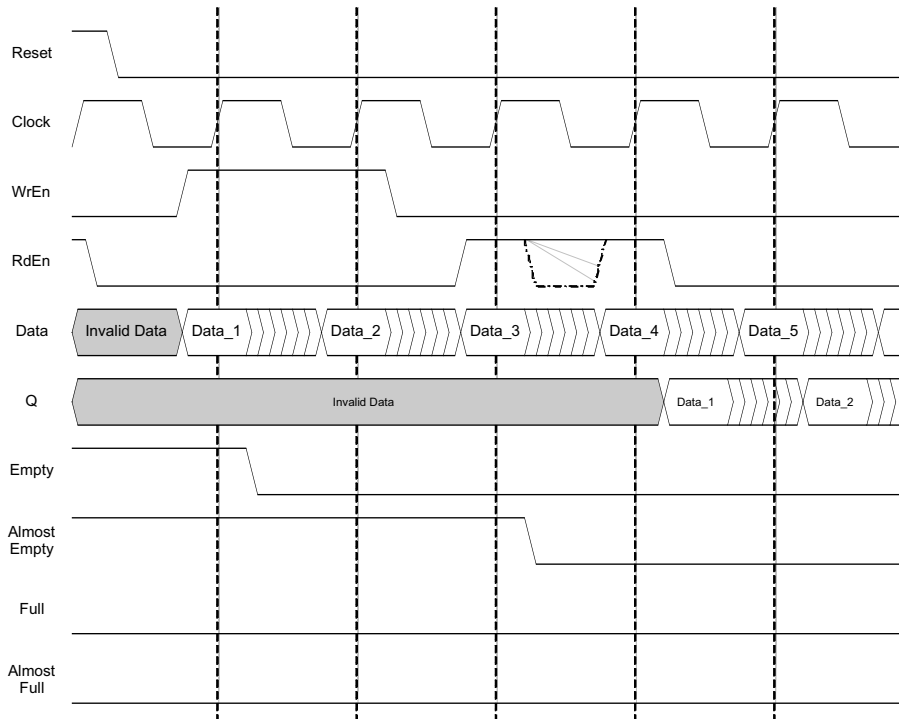 Reset
Clock
WrEn
RdEn
Data
Invalid Data
Data_1
Data_2
Data_3
Data_4
Data_5
Q
Invalid Data
Data_1
Data_2
Empty
Almost
Empty
Full
Almost
Full